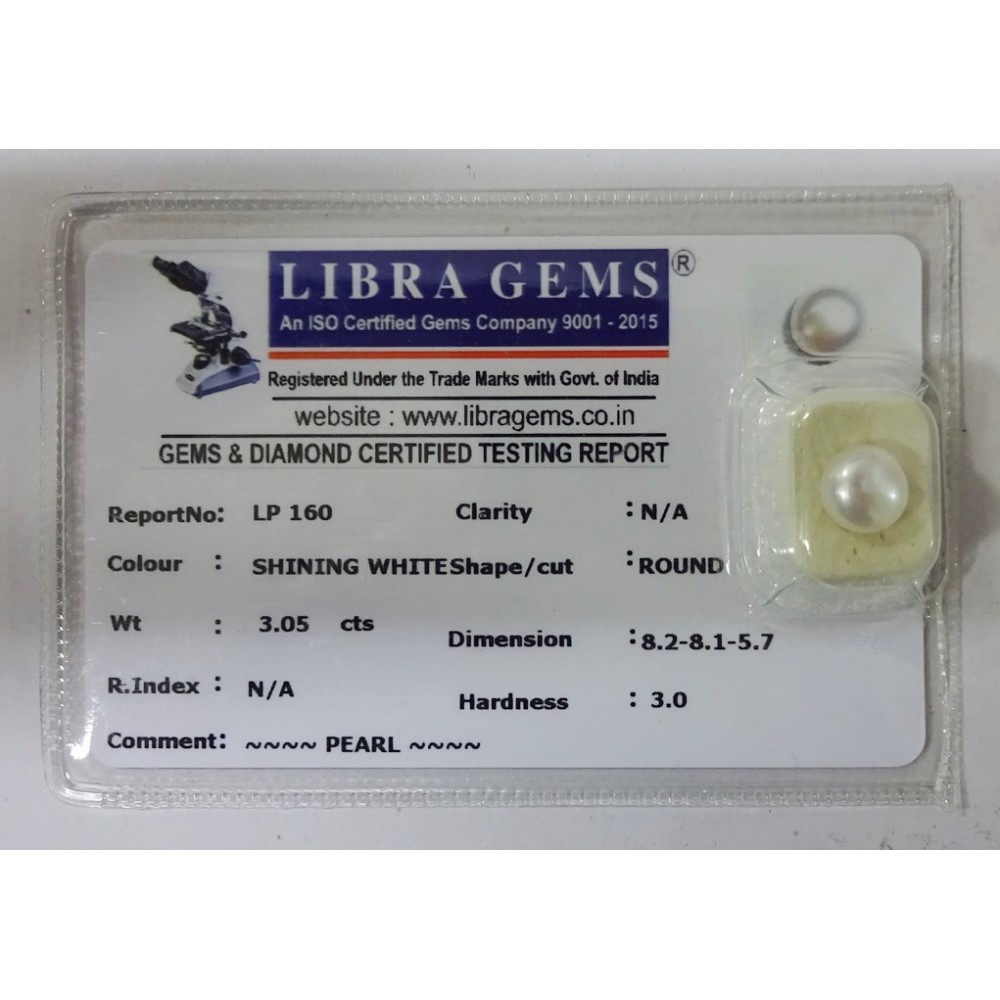 LIBRA GEMS ®
An ISO Certified Gems Company 9001 - 2015
Registered Under the Trade Marks with Govt. of India
website : www.libragems.co.in
GEMS & DIAMOND CERTIFIED TESTING REPORT
ReportNo: LP 160 Clarity : N/A
Colour : SHINING WHITE Shape/cut : ROUND
Wt : 3.05 cts Dimension : 8.2-8.1-5.7
R.Index : N/A Hardness : 3.0
Comment: ~~~~ PEARL ~~~~